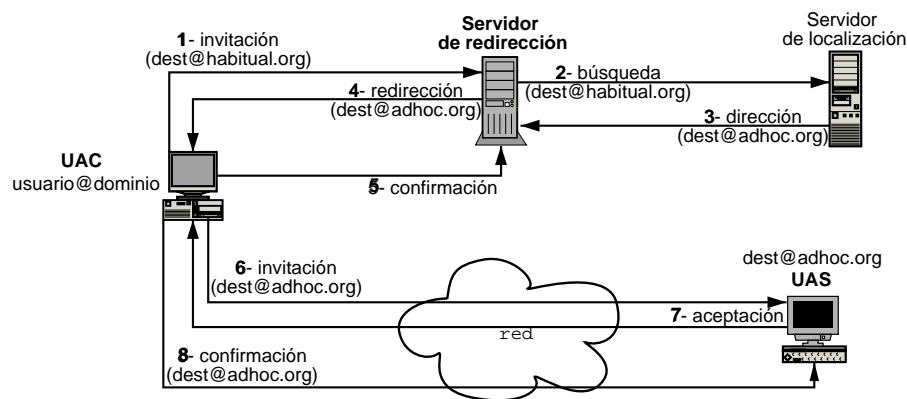 Servidor
de redirección
Servidor
de localización
1- invitación
(dest@habitual.org)
2- búsqueda
(dest@habitual.org)
4- redirección
(dest@adhoc.org)
3- dirección
(dest@adhoc.org)
UAC
usuario@dominio
5- confirmación
6- invitación
(dest@adhoc.org)
dest@adhoc.org
UAS
7- aceptación
red
8- confirmación
(dest@adhoc.org)